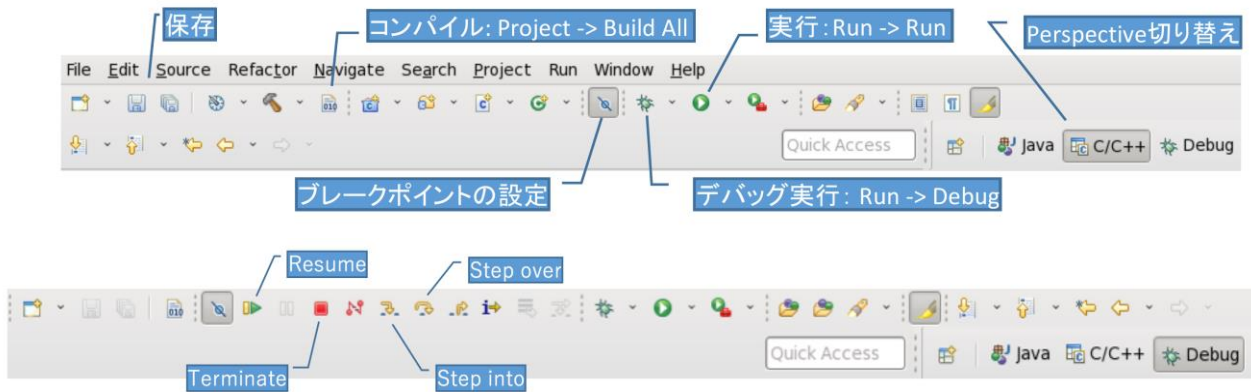 保存
コンパイル: Project -> Build All
実行: Run -> Run
Perspective切り替え
File Edit Source Refactor Navigate Search Project Run Window Help
010
Quick Access
Java C/C++ Debug
ブレークポイントの設定
デバッグ実行: Run -> Debug
Resume
Step over
010
Quick Access
Java C/C++ Debug
Terminate
Step into